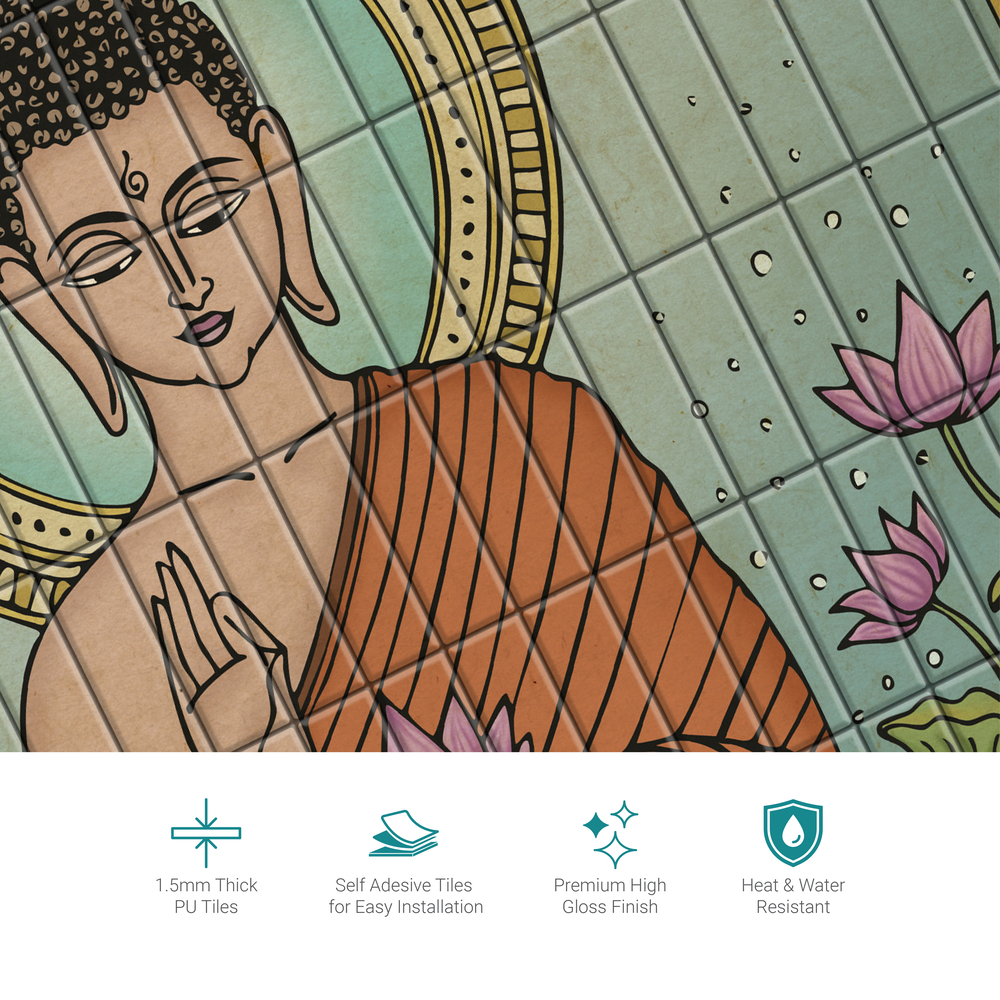 1.5mm Thick
PU Tiles
Self Adesive Tiles
for Easy Installation
Premium High
Gloss Finish
Heat & Water
Resistant